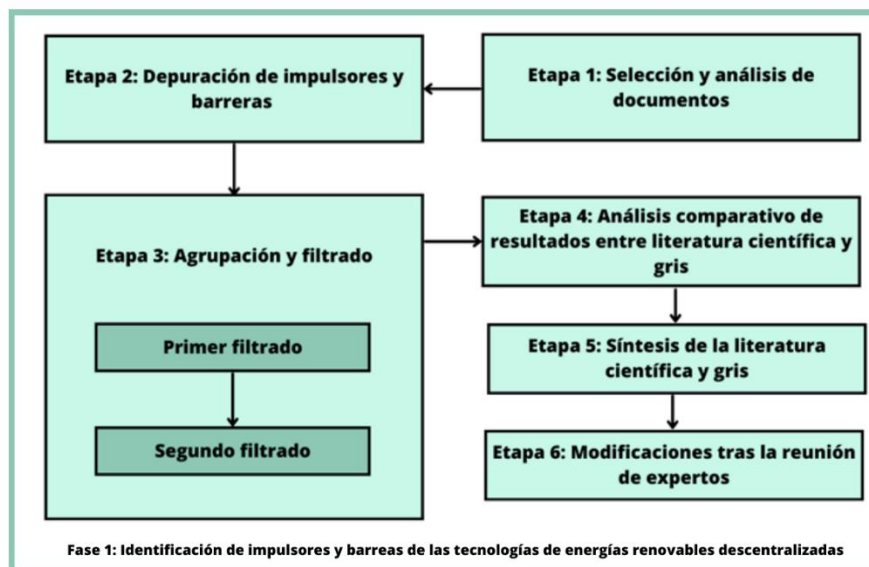 Etapa 1: Selección y análisis de
documentos
Etapa 2: Depuración de impulsores y
barreras
Etapa 3: Agrupación y filtrado
Primer filtrado
Segundo filtrado
Etapa 4: Análisis comparativo de
resultados entre literatura científica y
gris
Etapa 5: Síntesis de la literatura
científica y gris
Etapa 6: Modificaciones tras la reunión
de expertos
Fase 1: Identificación de impulsores y barreas de las tecnologías de energías renovables descentralizadas